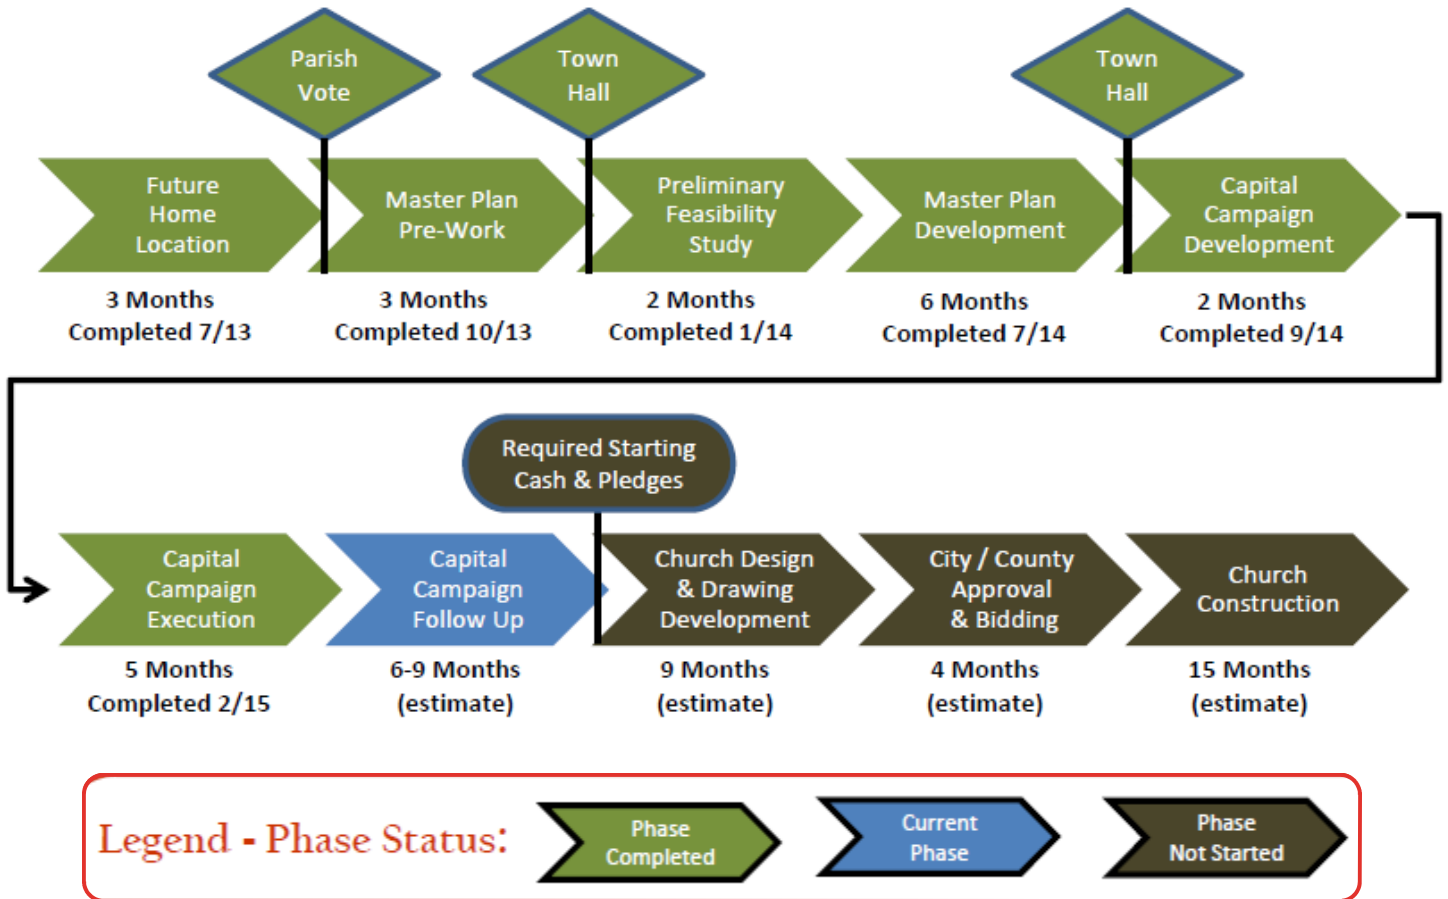 Parish
Vote
Town
Hall
Town
Hall
Future
Home
Location
Master Plan
Pre-Work
Preliminary
Feasibility
Study
Master Plan
Development
Capital
Campaign
Development
3 Months
Completed 7/13
3 Months
Completed 10/13
2 Months
Completed 1/14
6 Months
Completed 7/14
2 Months
Completed 9/14
Required Starting
Cash & Pledges
Capital
Campaign
Execution
Capital
Campaign
Follow Up
Church Design
& Drawing
Development
City / County
Approval
& Bidding
Church
Construction
5 Months
Completed 2/15
6-9 Months
(estimate)
9 Months
(estimate)
4 Months
(estimate)
15 Months
(estimate)
Legend - Phase Status:
Phase
Completed
Current
Phase
Phase
Not Started